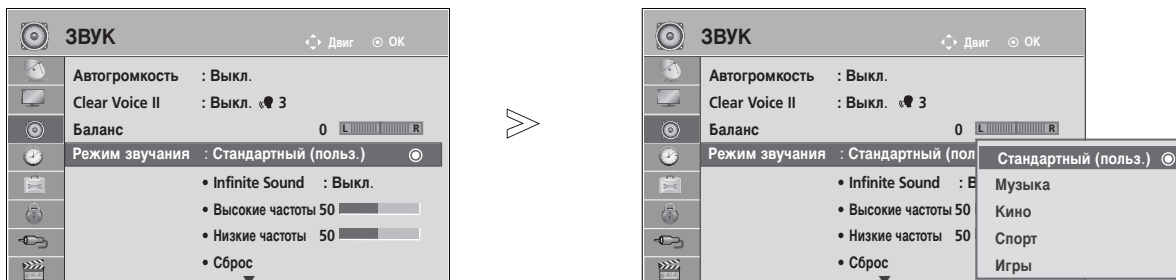 ЗВУК
Двиг ОК
Автогромкость : Выкл.
Clear Voice II : Выкл. 3
Баланс 0 L R
Режим звучания : Стандартный (польз.)
• Infinite Sound : Выкл.
• Высокие частоты 50
• Низкие частоты 50
• Сброс
>
ЗВУК
Двиг ОК
Автогромкость : Выкл.
Clear Voice II : Выкл. 3
Баланс 0 L R
Режим звучания : Стандартный (пол
• Infinite Sound : В
• Высокие частоты 50
• Низкие частоты 50
• Сброс
Стандартный (польз.)
Музыка
Кино
Спорт
Игры